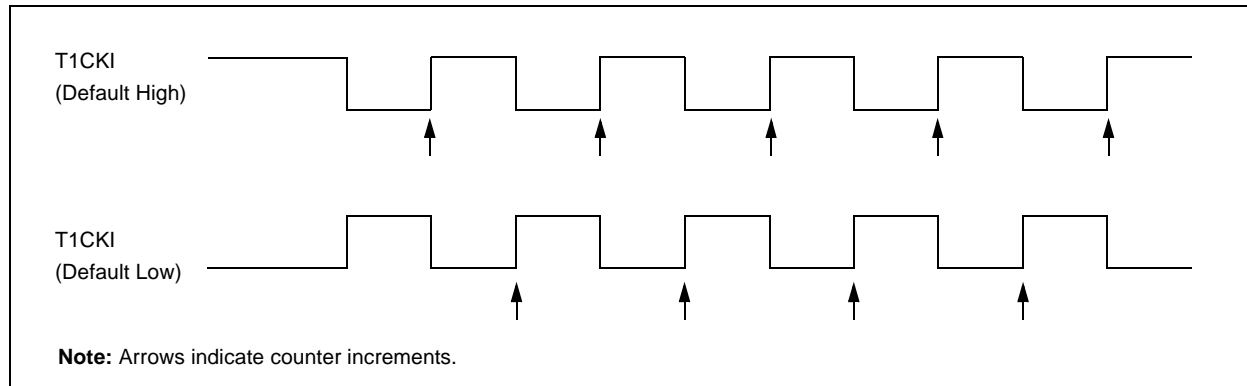 T1CKI
(Default High)
T1CKI
(Default Low)
Note: Arrows indicate counter increments.